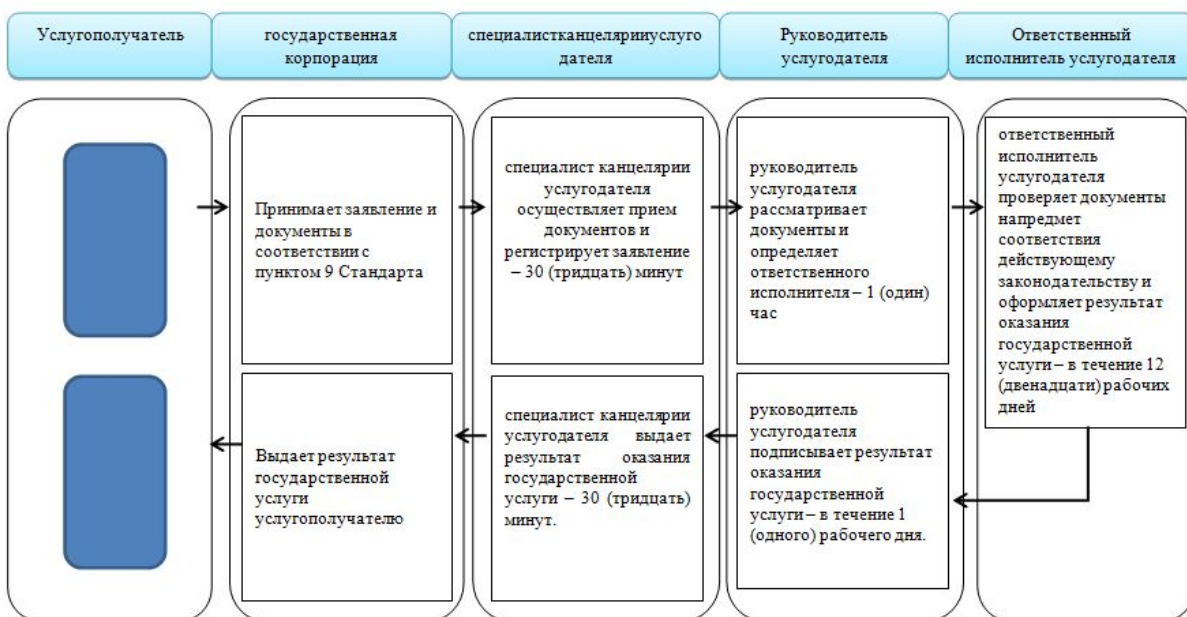 Услугополучатель
государственная
корпорация
специалистканцелярииуслуго
дателя
Руководитель
услугодателя
Ответственный
исполнитель услугодателя
Принимает заявление и
документы в
соответствии с
пунктом 9 Стандарта
специалист канцелярии
услугодателя
осуществляет прием
документов и
регистрирует заявление
– 30 (тридцать) минут
руководитель
услугодателя
рассматривает
документы и
определяет
ответственного
исполнителя – 1 (один)
час
ответственный
исполнитель
услугодателя
проверяет документы
напредмет
соответствия
действующему
законодательству и
оформляет результат
оказания
государственной
услуги – в течение 12
(двенадцати) рабочих
дней
Выдает результат
государственной
услуги
услугополучателю
специалист канцелярии
услугодателя выдает
результат оказания
государственной
услуги – 30 (тридцать)
минут.
руководитель
услугодателя
подписывает результат
оказания
государственной
услуги – в течение 1
(одного) рабочего дня.